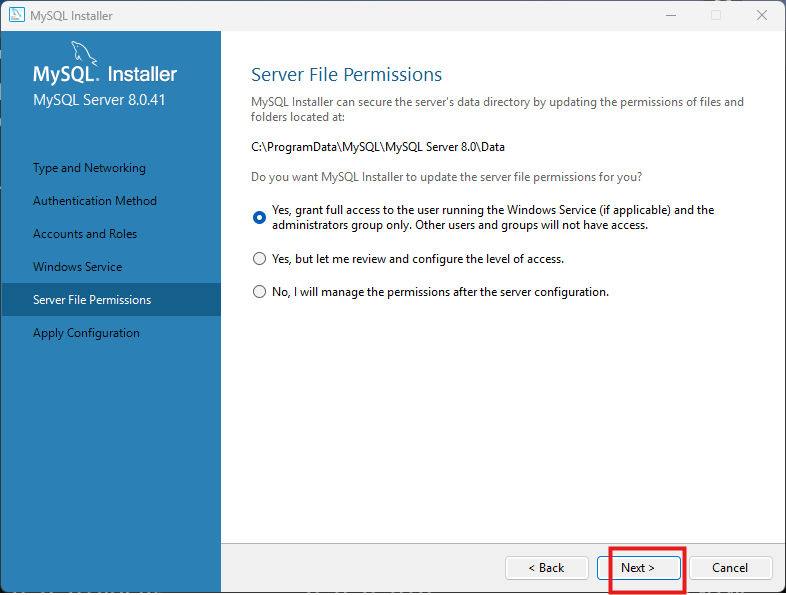 MySQL Installer
MySQL. Installer
MySQL Server 8.0.41
Type and Networking
Authentication Method
Accounts and Roles
Windows Service
Server File Permissions
Apply Configuration
Server File Permissions
MySQL Installer can secure the server's data directory by updating the permissions of files and
folders located at:
C:\ProgramData\MySQL\MySQL Server 8.0\Data
Do you want MySQL Installer to update the server file permissions for you?
Yes, grant full access to the user running the Windows Service (if applicable) and the
administrators group only. Other users and groups will not have access.
Yes, but let me review and configure the level of access.
No, I will manage the permissions after the server configuration.
< Back
Next >
Cancel